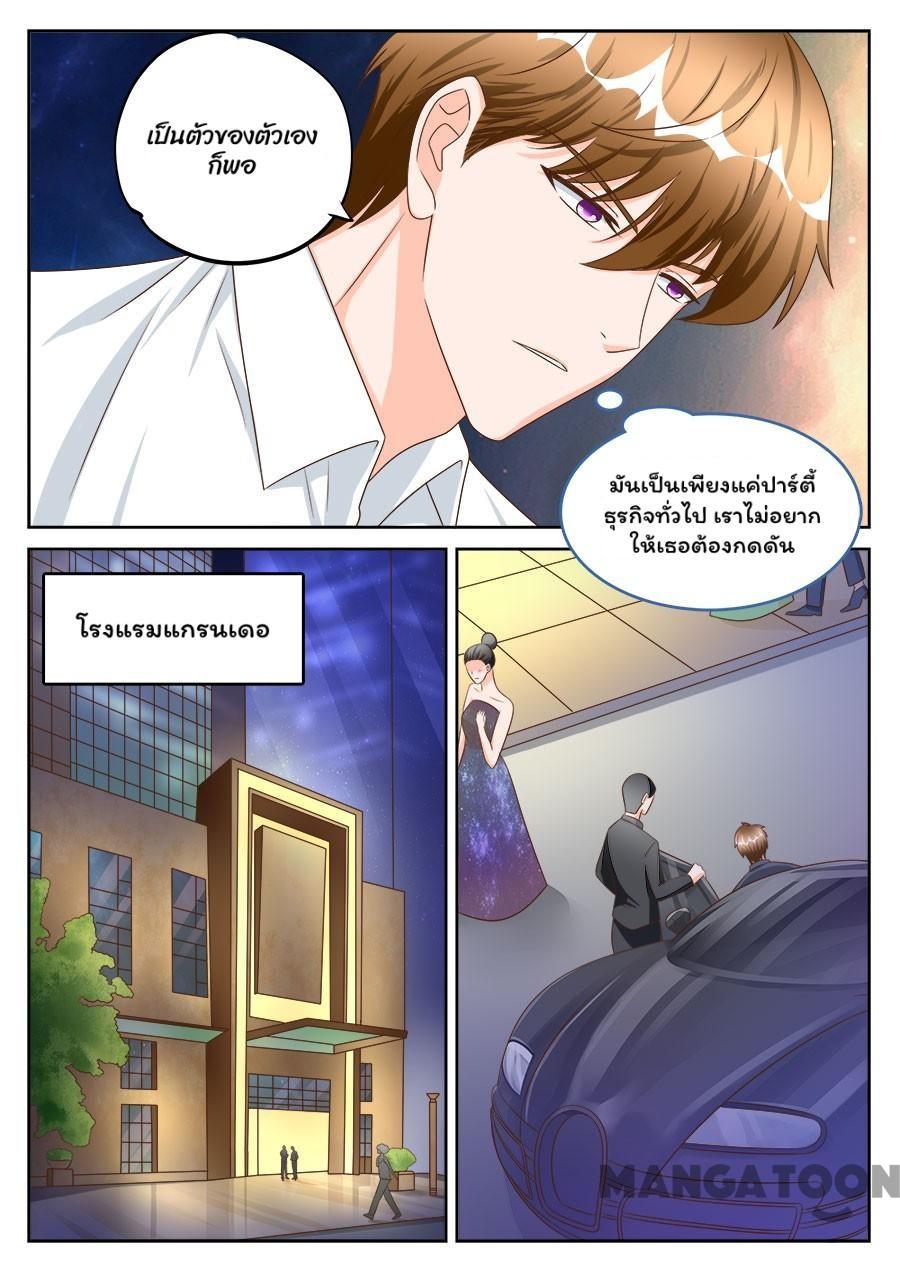 เป็นตัวของตัวเอง
ก็พอ
มันเป็นเพียงแค่ปาร์ตี้
ธุรกิจทั่วไป เราไม่อยาก
ให้เธอต้องกดดัน
โรงแรมแกรนเดอ
MANGATOON